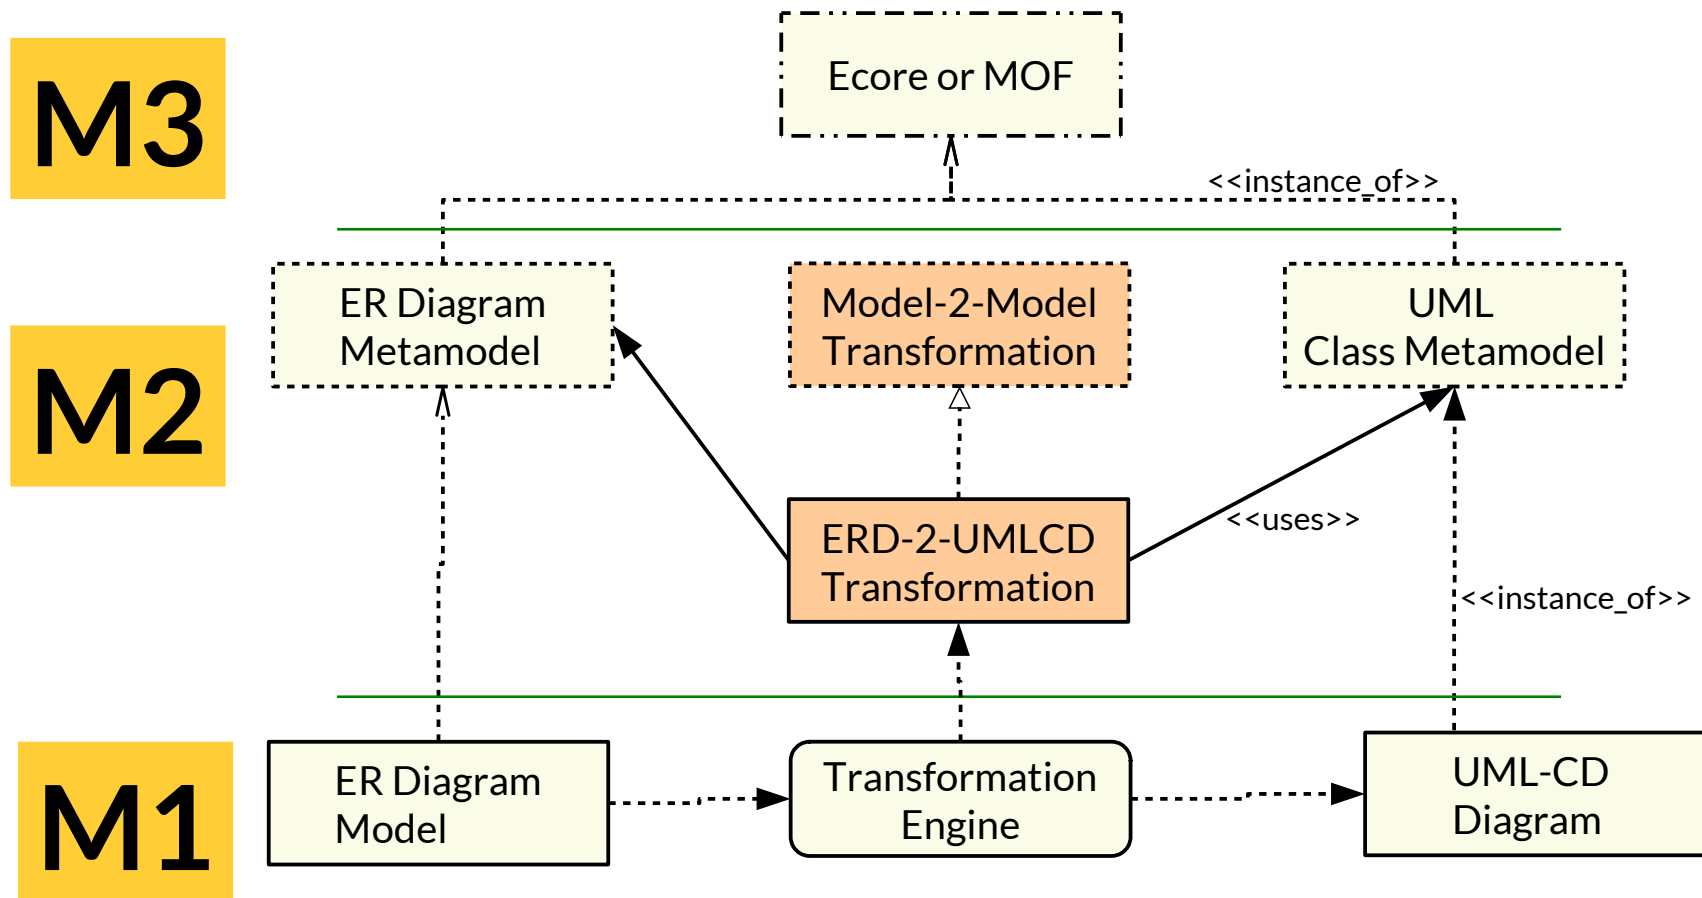 M3
Ecore or MOF
<<instance_of>>
M2
ER Diagram
Metamodel
Model-2-Model
Transformation
UML
Class Metamodel
<<uses>>
ERD-2-UMLCD
Transformation
<<instance_of>>
M1
ER Diagram
Model
Transformation
Engine
UML-CD
Diagram